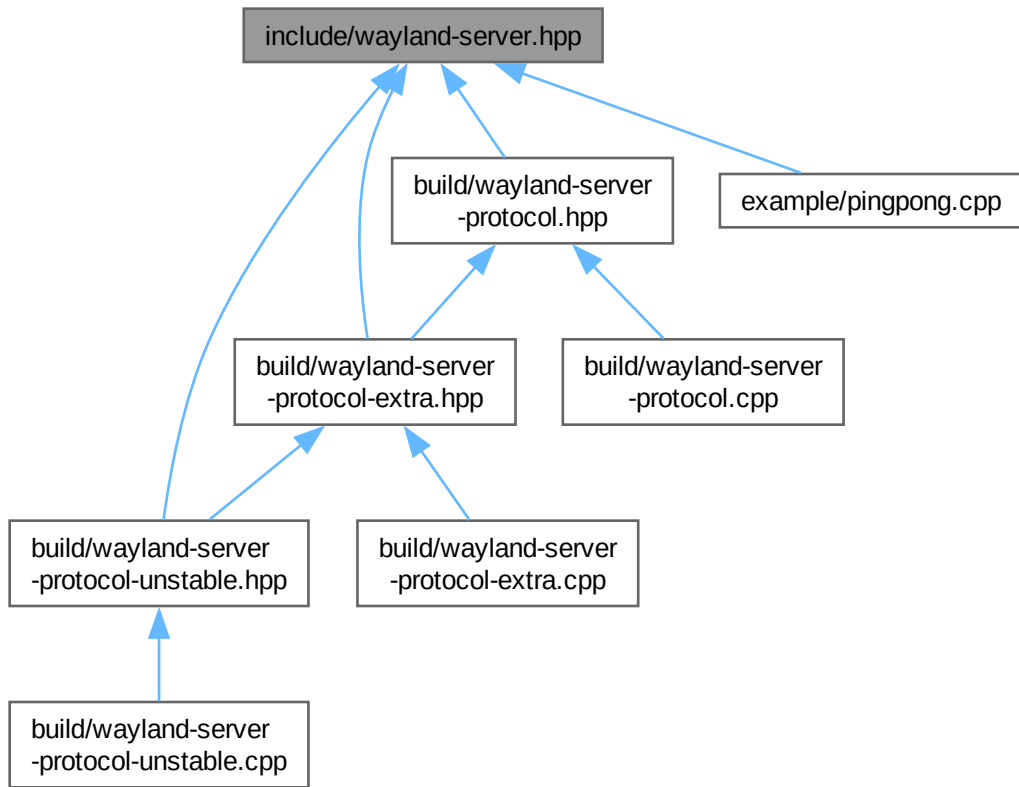 include/wayland-server.hpp
build/wayland-server
-protocol.hpp
example/pingpong.cpp
build/wayland-server
-protocol-extra.hpp
build/wayland-server
-protocol.cpp
build/wayland-server
-protocol-unstable.hpp
build/wayland-server
-protocol-extra.cpp
build/wayland-server
-protocol-unstable.cpp